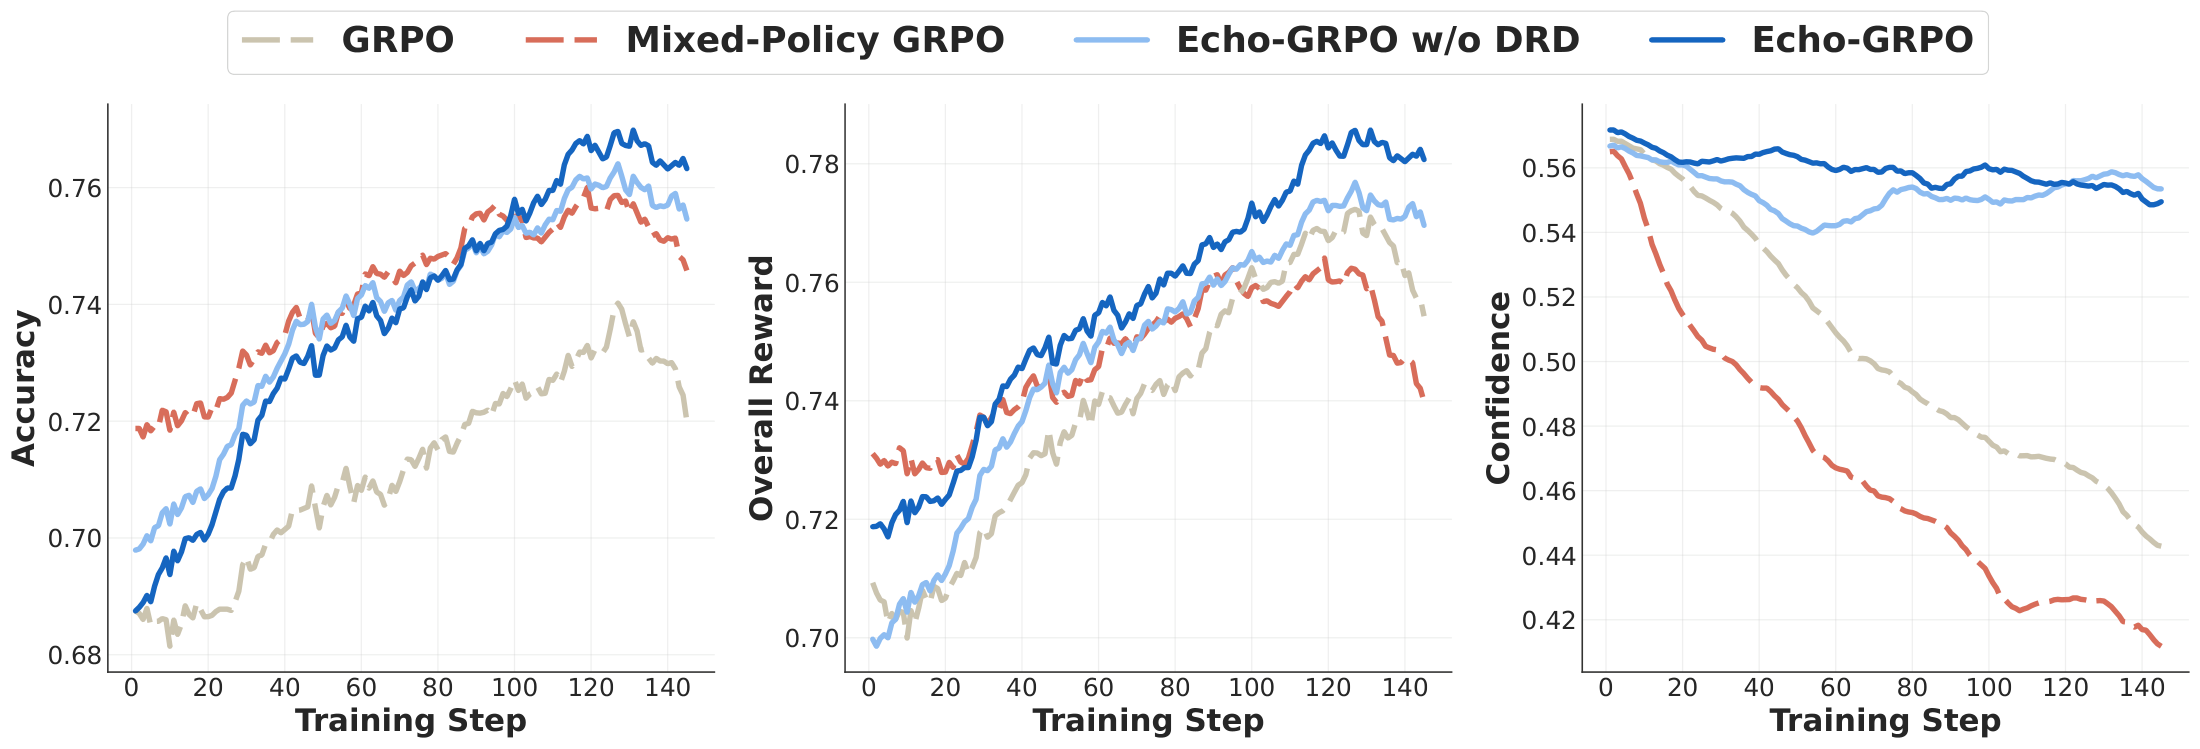 GRPO Mixed-Policy GRPO Echo-GRPO w/o DRD Echo-GRPO
Accuracy
0.76
0.74
0.72
0.70
0.68
0 20 40 60 80 100 120 140
Training Step
Overall Reward
0.78
0.76
0.74
0.72
0.70
0 20 40 60 80 100 120 140
Training Step
Confidence
0.56
0.54
0.52
0.50
0.48
0.46
0.44
0.42
0 20 40 60 80 100 120 140
Training Step